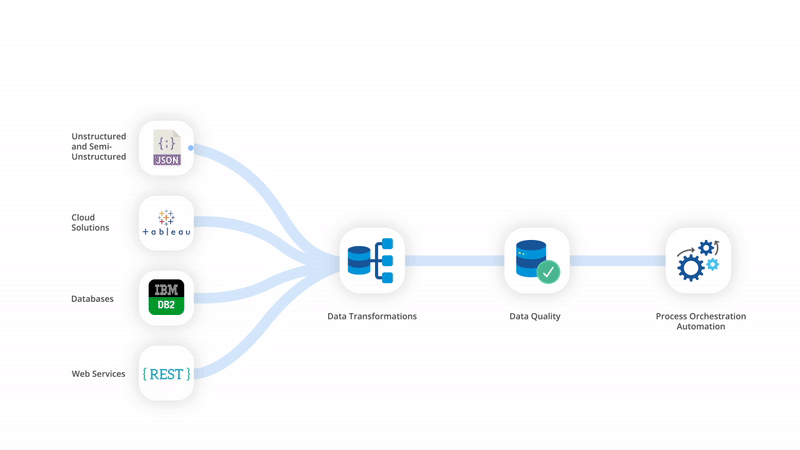 Unstructured
and Semi-
Unstructured
{;}
JSON
Cloud
Solutions
+ableau
Databases
IBM
DB2
Web Services
{ REST }
Data Transformations
Data Quality
Process Orchestration
Automation